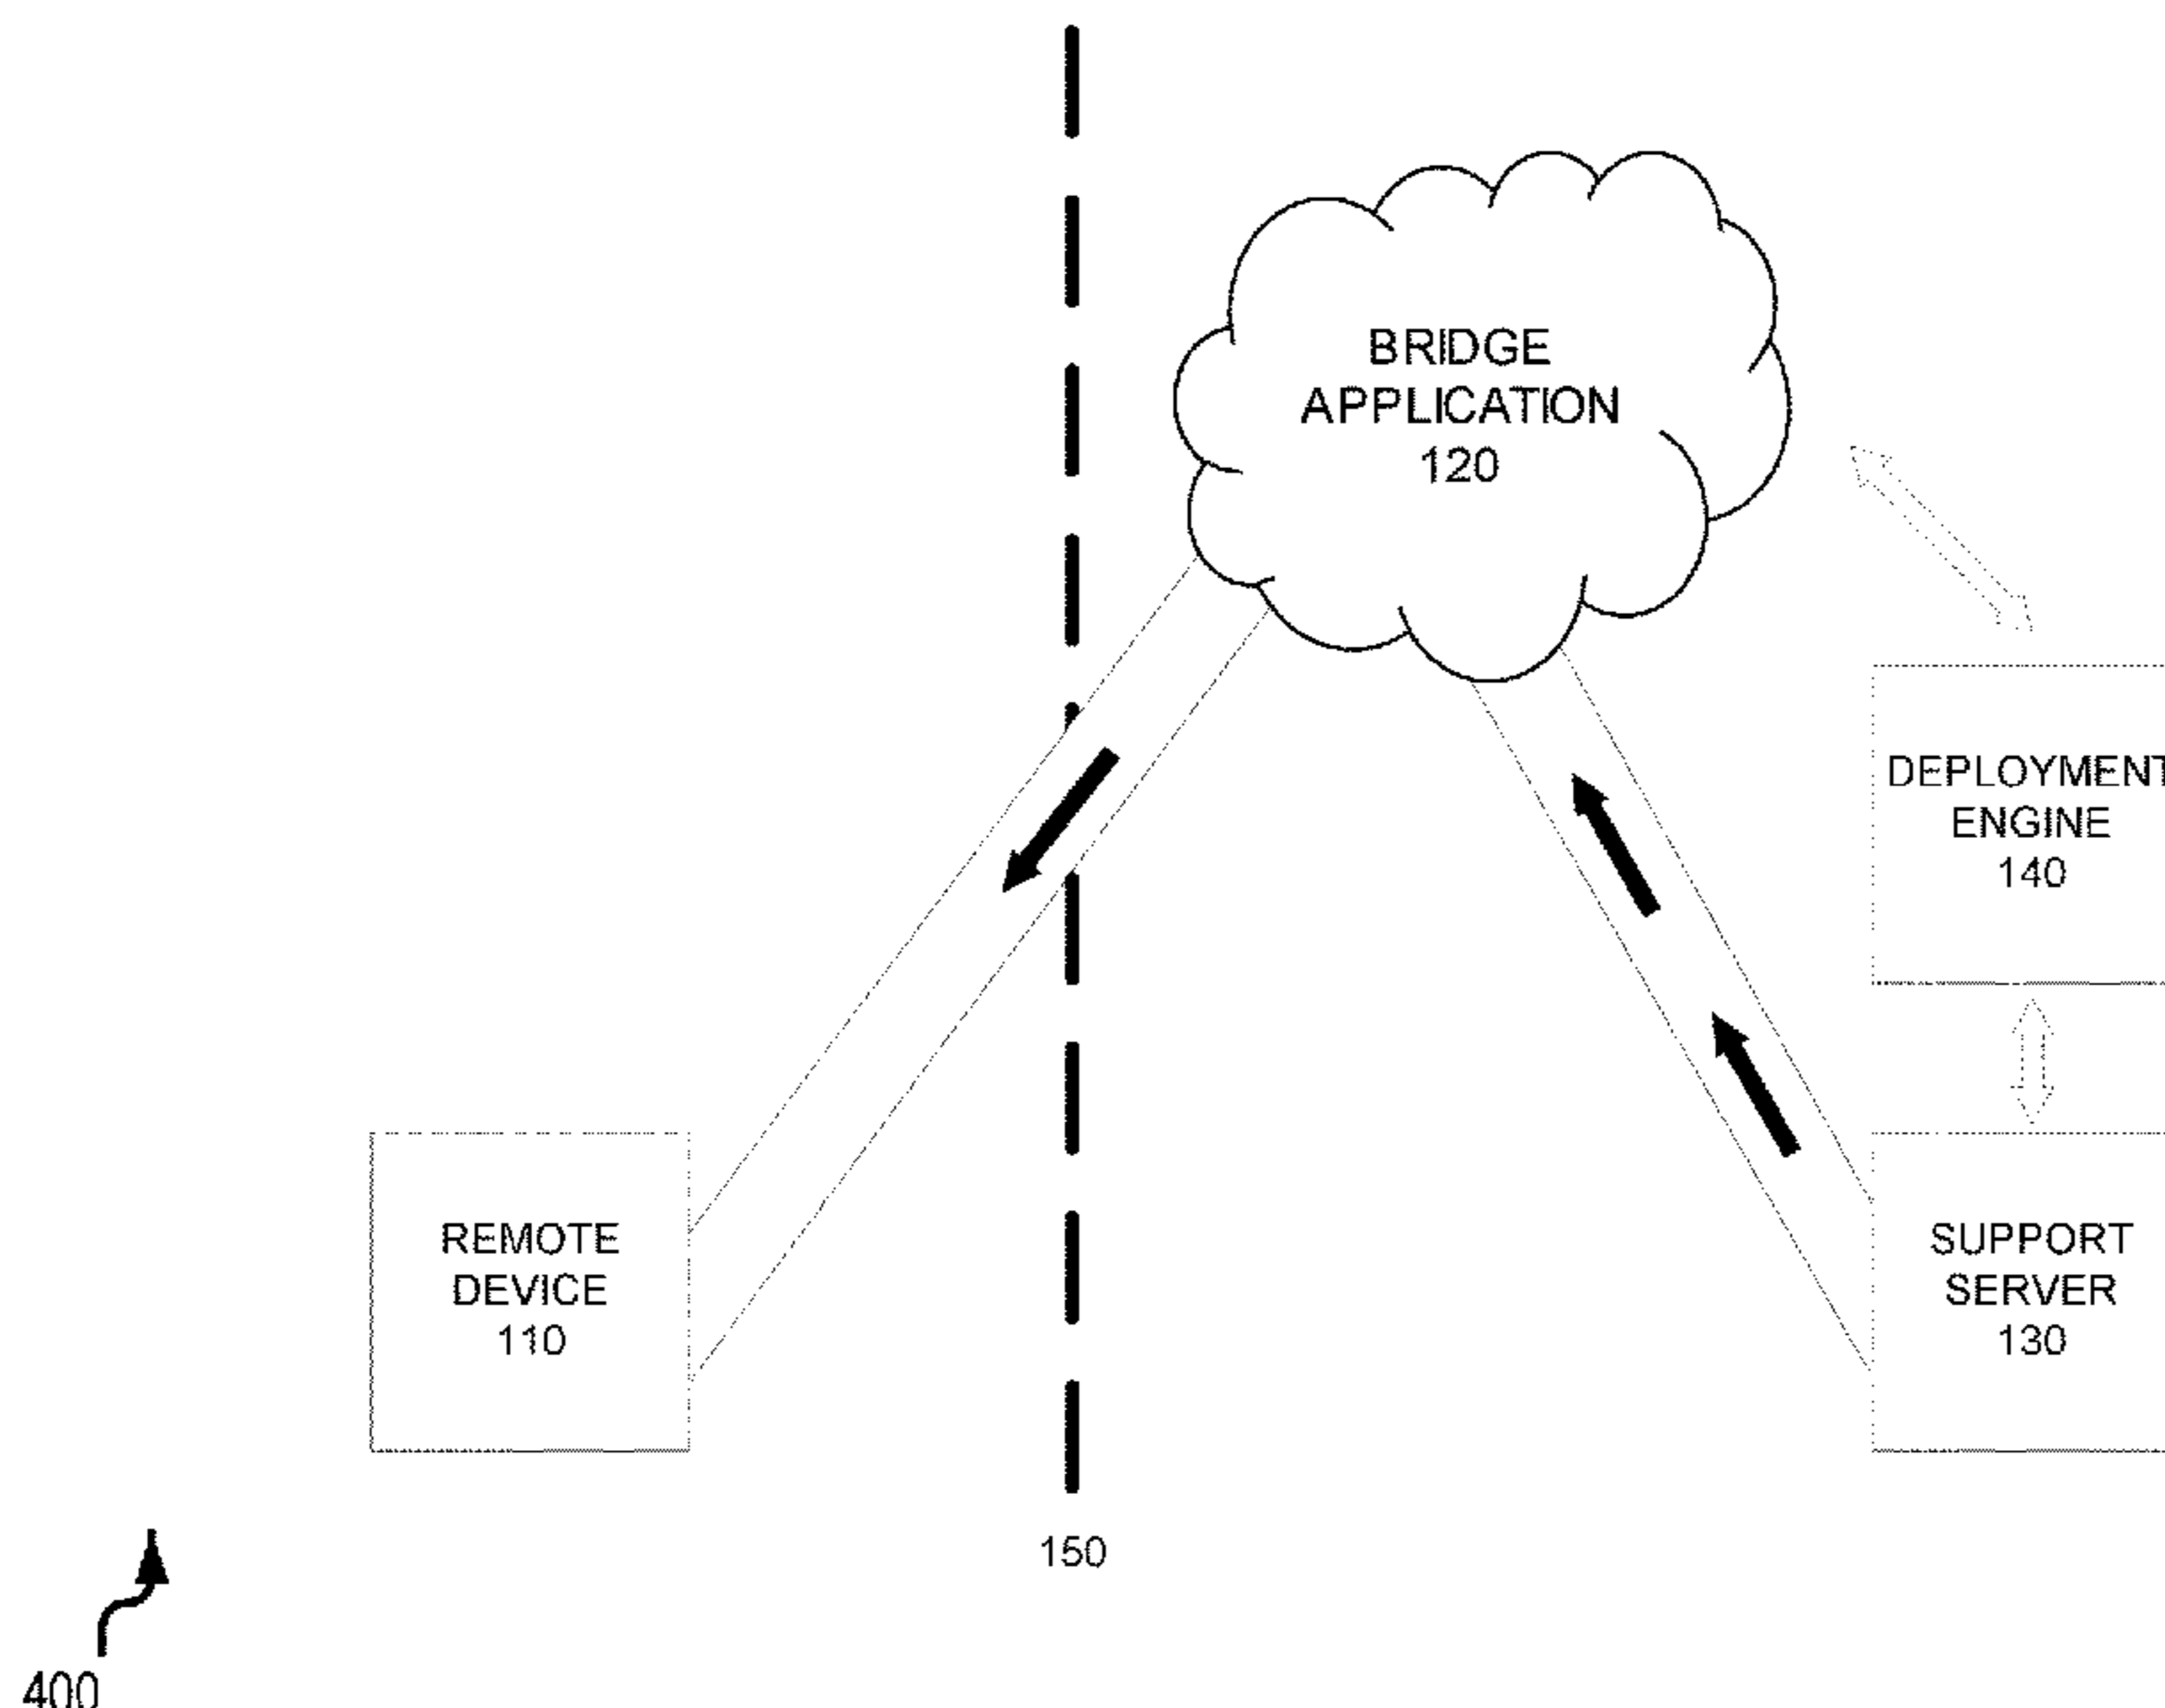 BRIDGE
APPLICATION
120
DEPLOYMENT
ENGINE
140
REMOTE
DEVICE
110
SUPPORT
SERVER
130
150
400